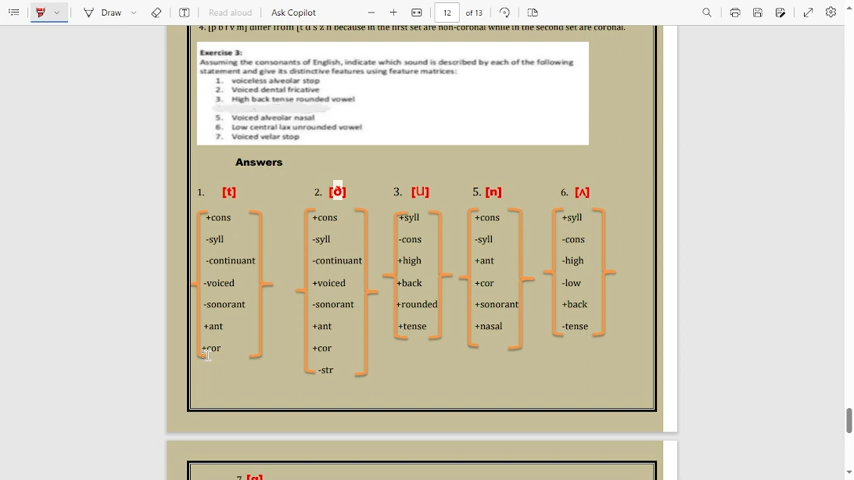 Draw
Read aloud
Ask Copilot
12
of 13
4. [p b f v m] differ from [t d s z n because in the first set are non-coronal while in the second set are coronal.
Exercise 3:
Assuming the consonants of English, indicate which sound is described by each of the following
statement and give its distinctive features using feature matrices:
1. voiceless alveolar stop
2. Voiced dental fricative
3. High back tense rounded vowel
5. Voiced alveolar nasal
6. Low central lax unrounded vowel
7. Voiced velar stop
Answers
1. [t] 2. [ð] 3. [U] 5. [n] 6. [ʌ]
+cons +cons +syll +cons +syll
-syll -syll -cons -syll -cons
-continuant -continuant +high +ant -high
-voiced +voiced +back +cor -low
-sonorant -sonorant +rounded +sonorant +back
+ant +ant +tense +nasal -tense
+cor +cor
-str
7. [g]